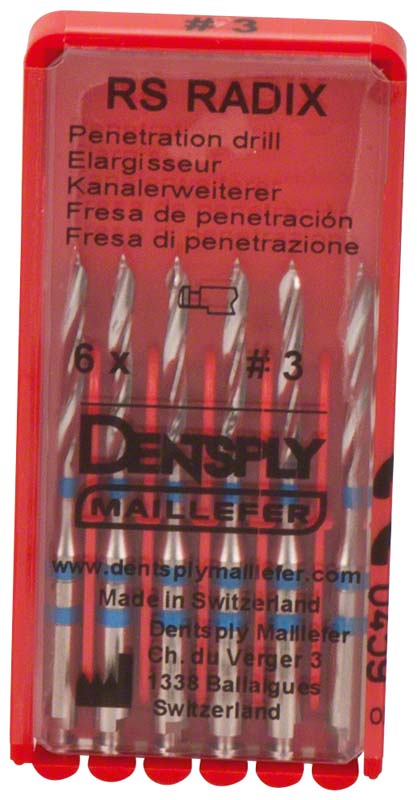 # 3
RS RADIX
Penetration drill
Elargisseur
Kanalerweiterer
Fresa de penetración
Fresa di penetrazione
6 x # 3
DENTSPLY
MAILLEFER
www.dentsplymaillefer.com
Made in Switzerland
Dentsply Maillefer
Ch. du Verger 3
1338 Ballaigues
Switzerland
0459